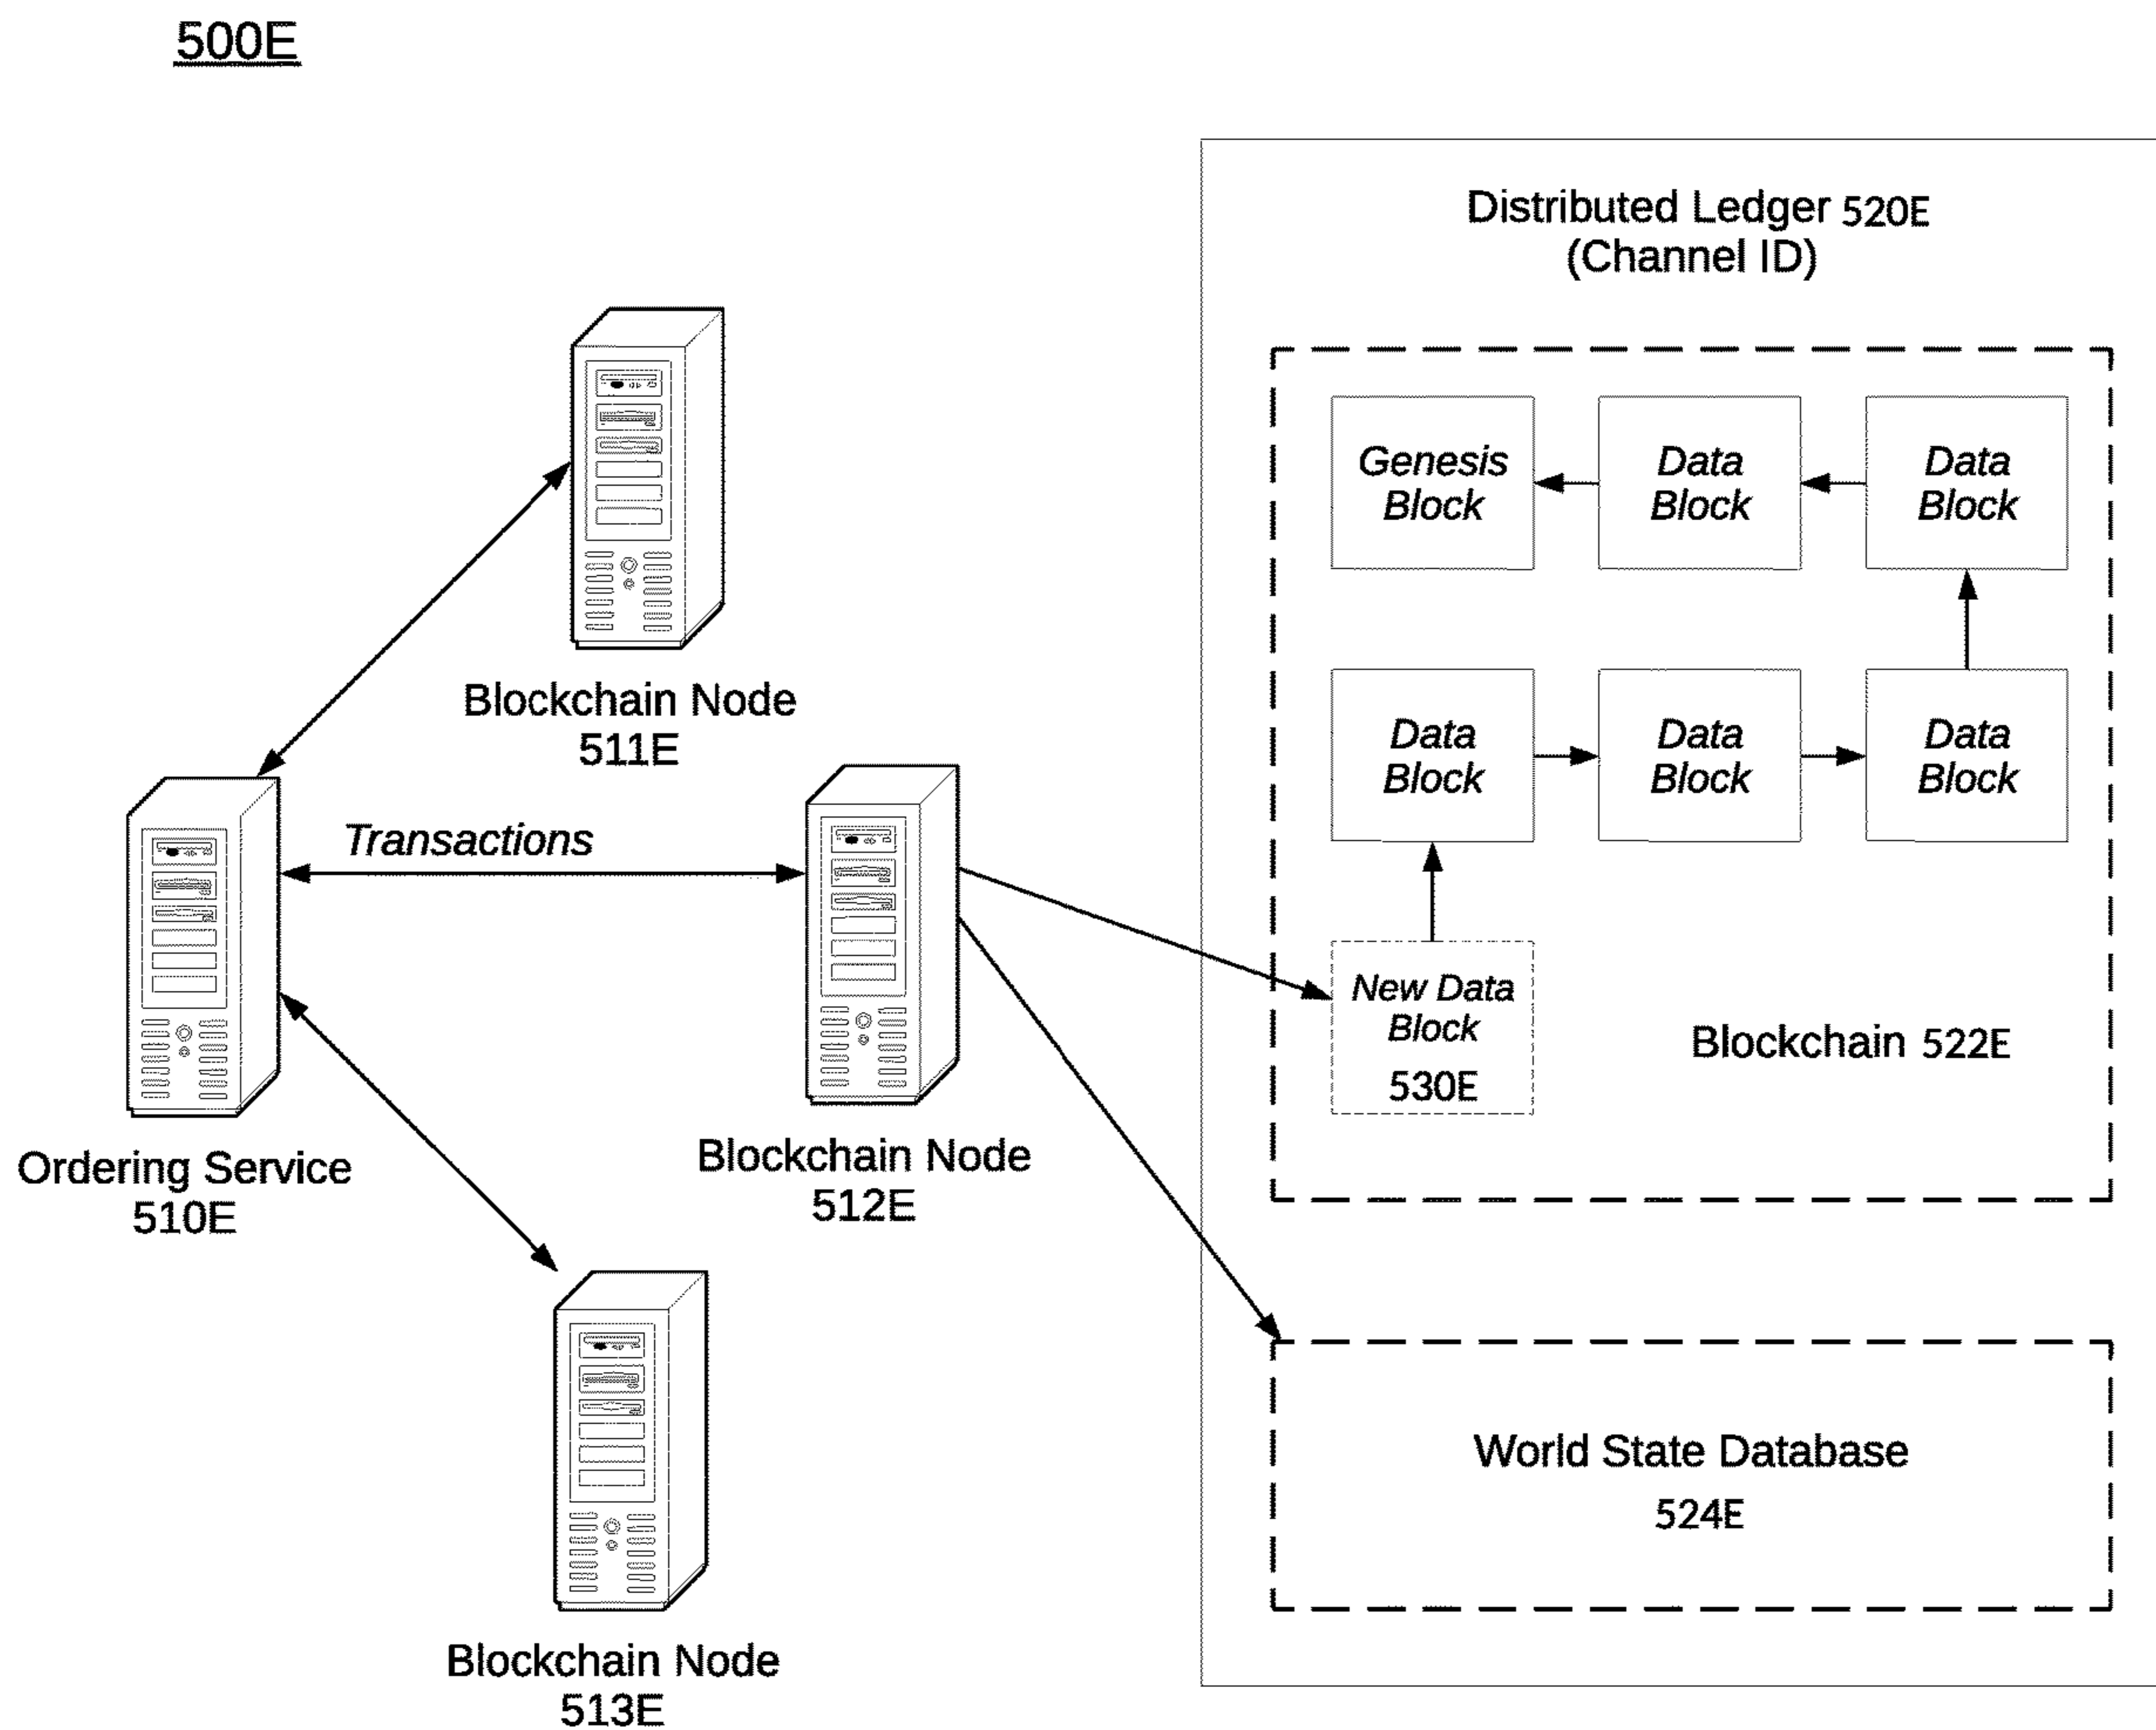 500E
Distributed Ledger 520E
(Channel ID)
Genesis
Block
Data
Block
Data
Block
Blockchain Node
511E
Data
Block
Data
Block
Data
Block
Transactions
New Data
Block
530E
Blockchain 522E
Ordering Service
510E
Blockchain Node
512E
World State Database
524E
Blockchain Node
513E